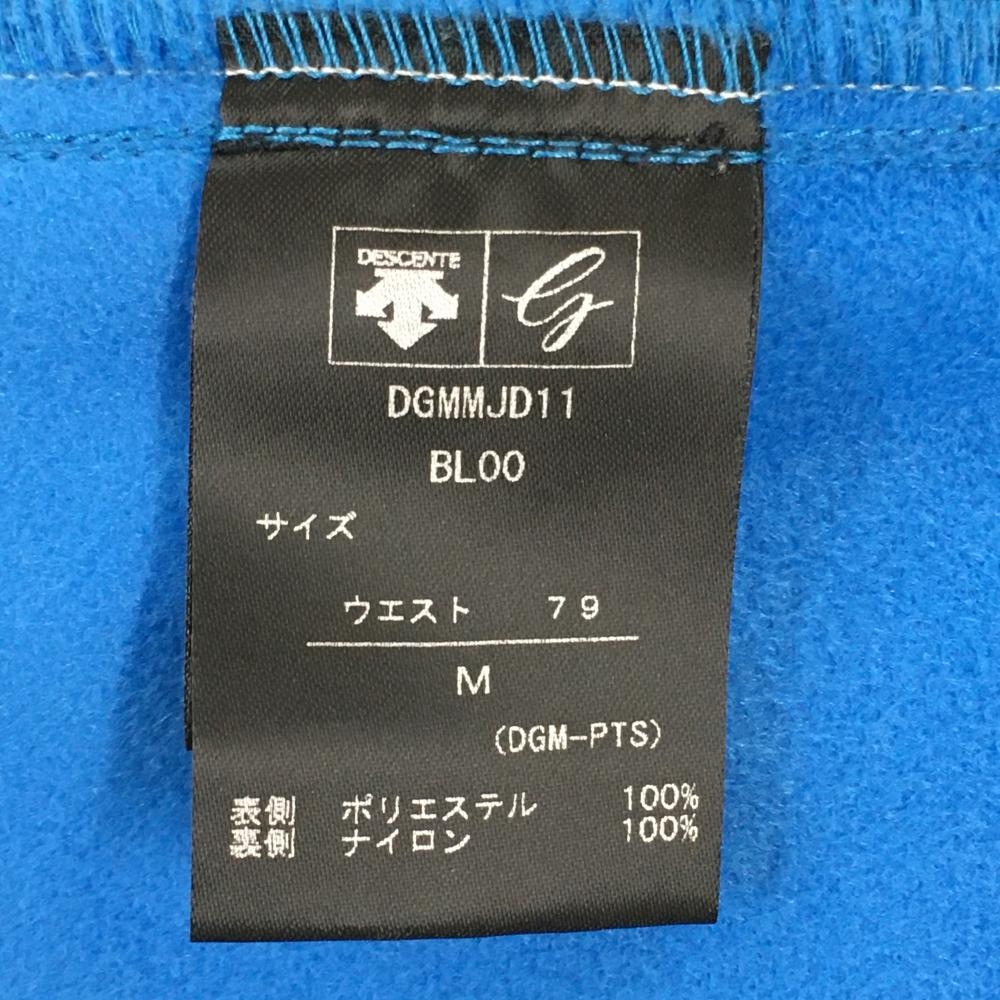 DESCENTE
G
DGMMJD11
BL00
サイズ
ウエスト 79
M
(DGM-PTS)
表側 ポリエステル 100%
裏側 ナイロン 100%